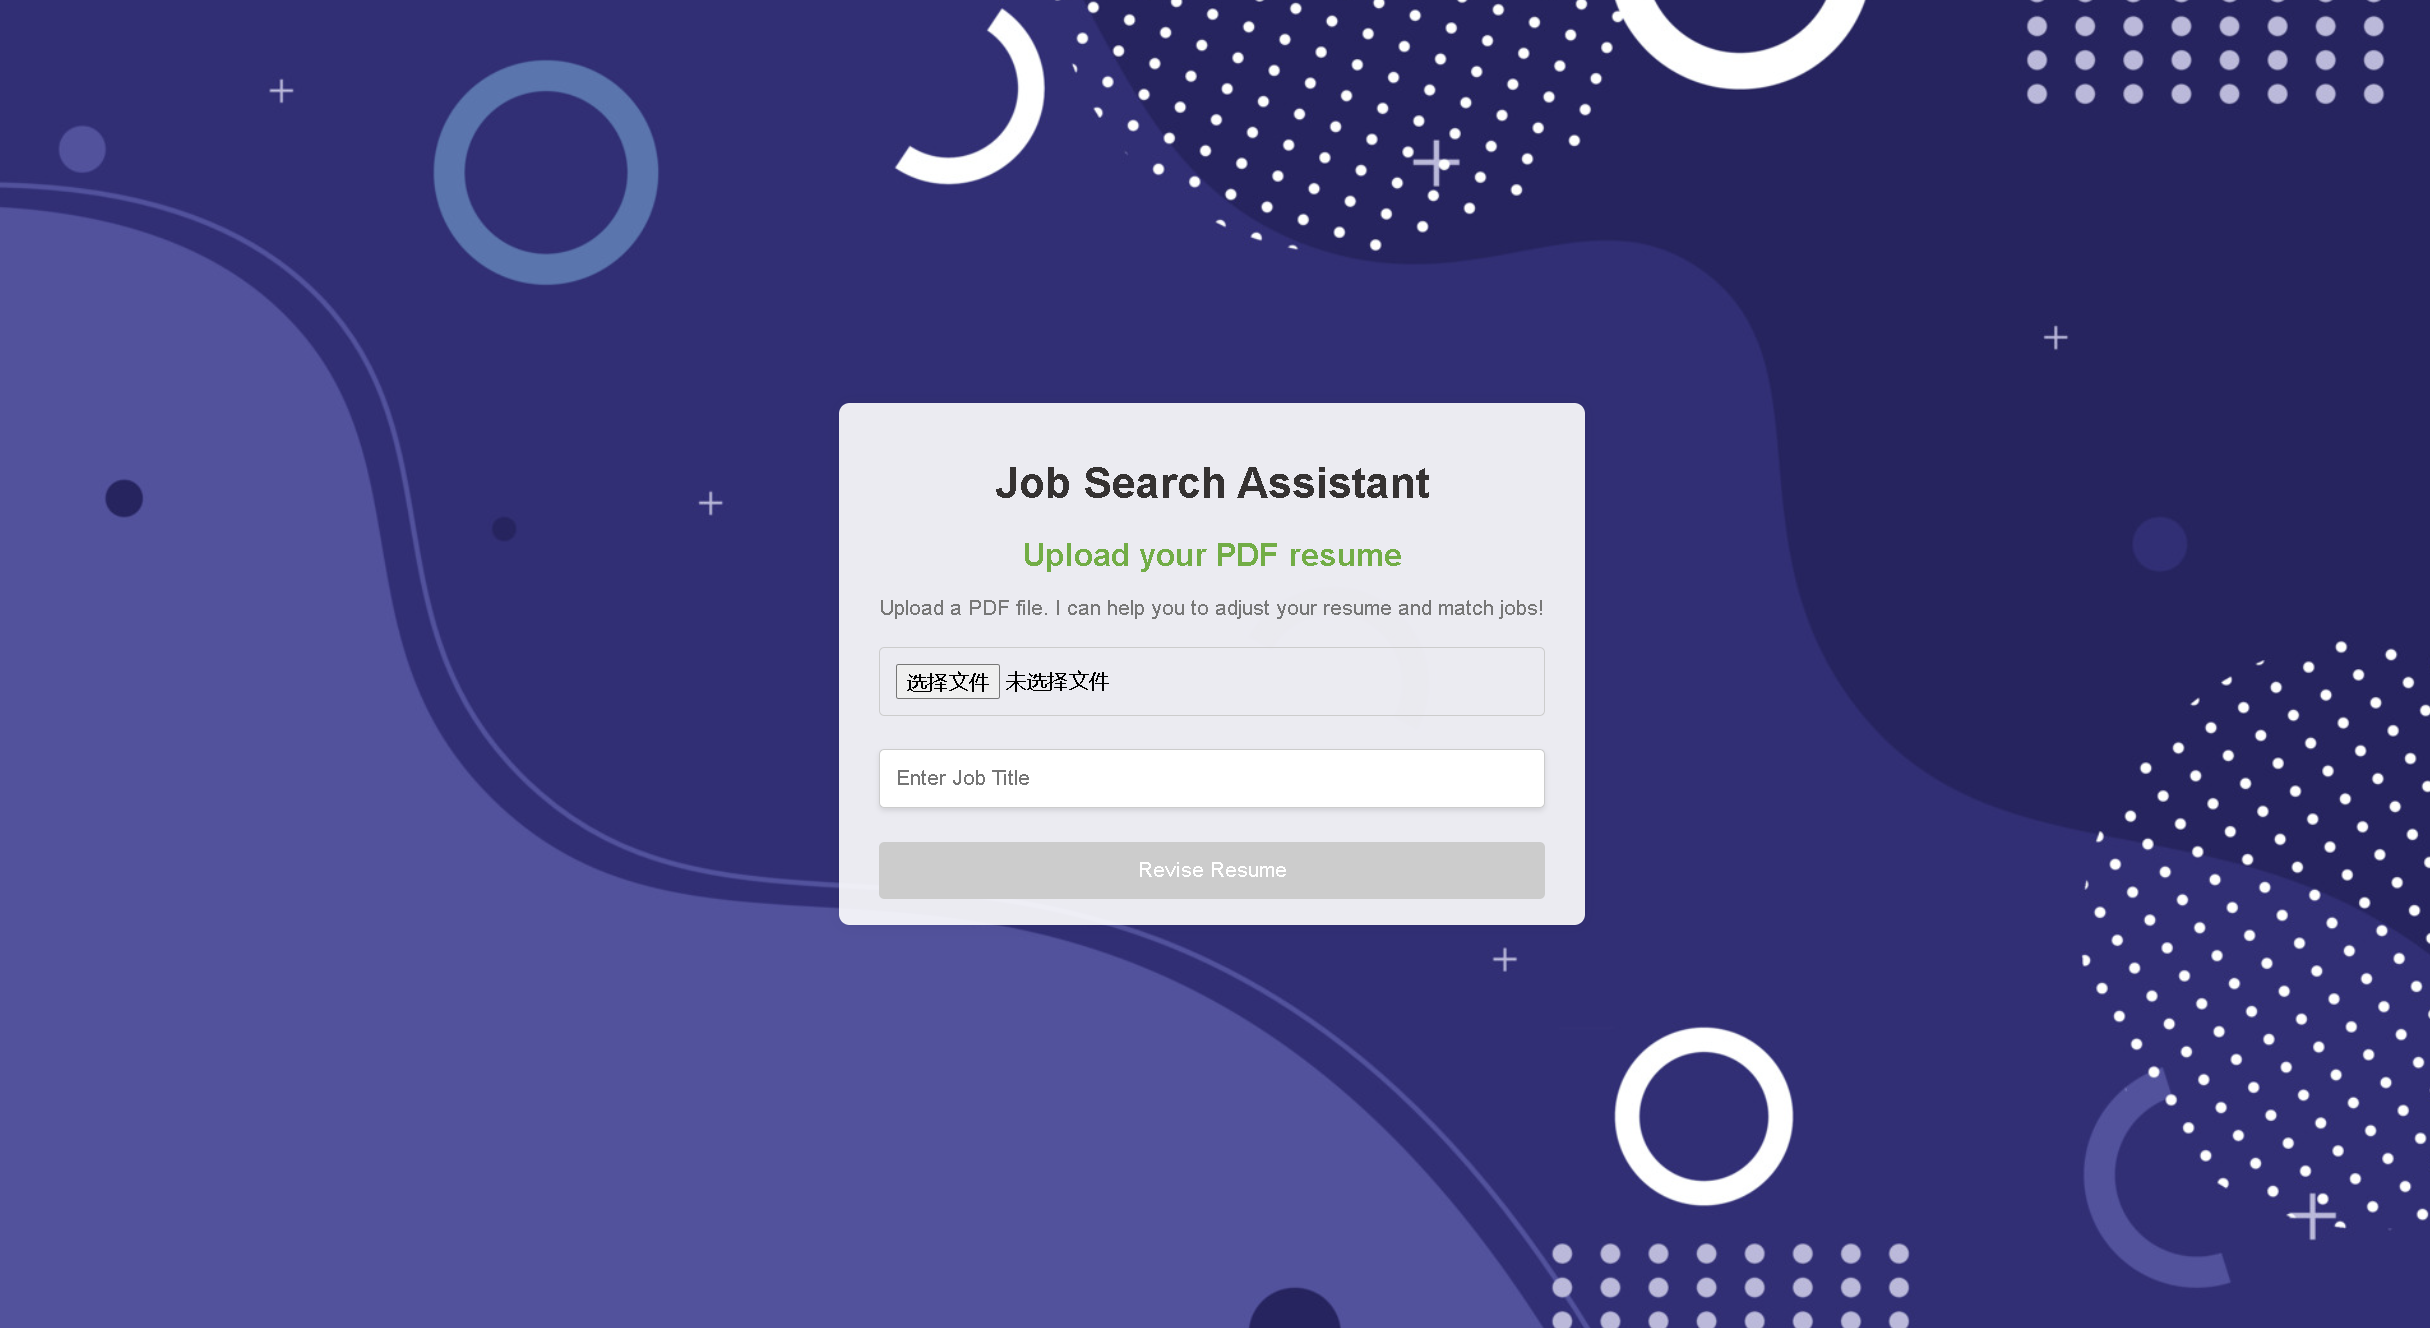 Job Search Assistant
Upload your PDF resume
Upload a PDF file. I can help you to adjust your resume and match jobs!
选择文件 未选择文件
Enter Job Title
Revise Resume